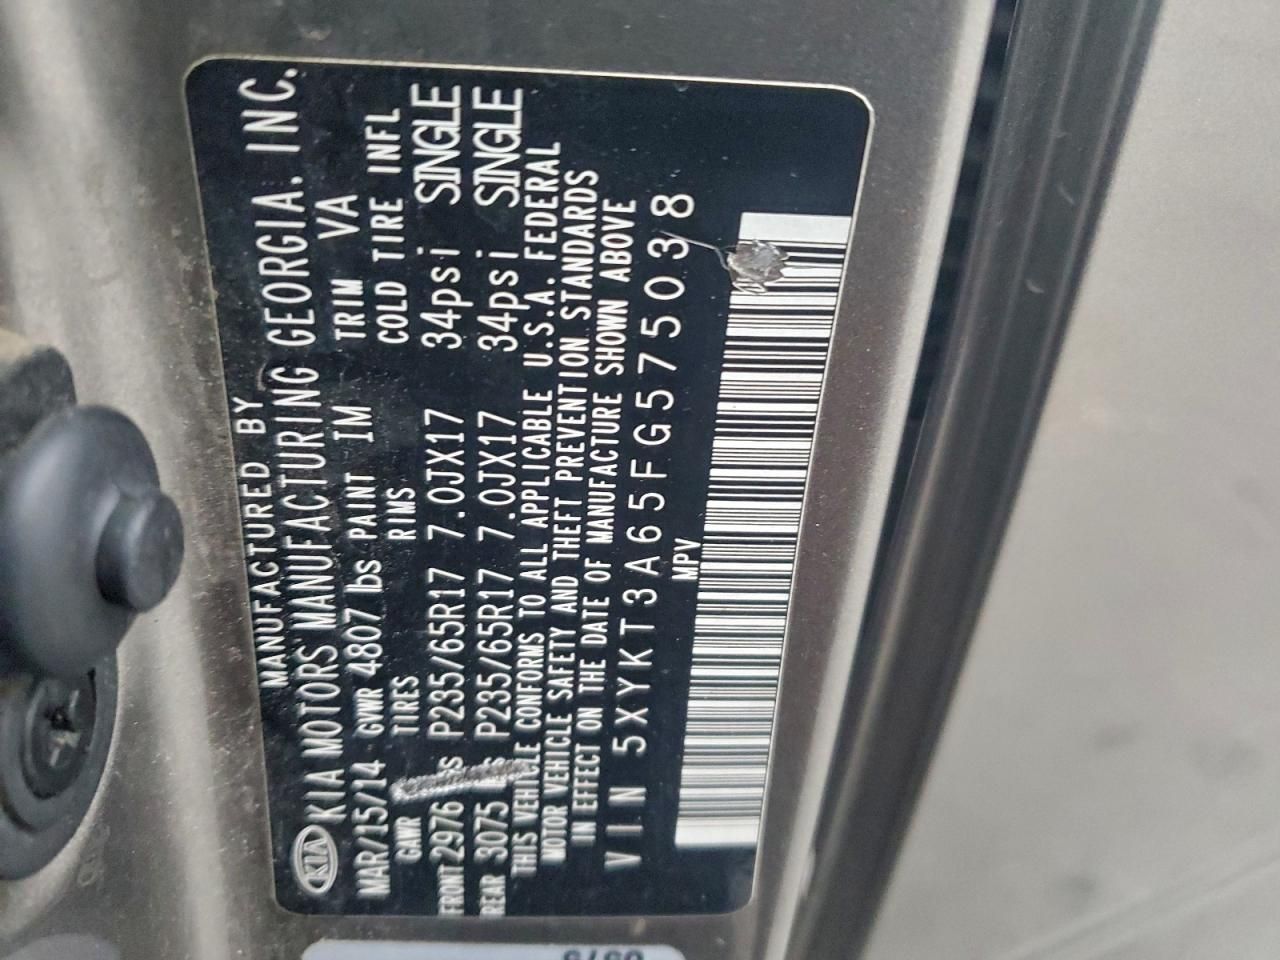 MANUFACTURED BY
KIA KIA MOTORS MANUFACTURING GEORGIA. INC.
MAR/15/14 GVWR 4807 lbs PAINT IM TRIM VA
GAWR TIRES RIMS COLD TIRE INFL
FRONT 2976 P235/65R17 7.0JX17 34psi SINGLE
REAR 3075 P235/65R17 7.0JX17 34psi SINGLE
THIS VEHICLE CONFORMS TO ALL APPLICABLE U.S.A. FEDERAL
MOTOR VEHICLE SAFETY AND THEFT PREVENTION STANDARDS
IN EFFECT ON THE DATE OF MANUFACTURE SHOWN ABOVE
VIN 5XYKT3A65FG575038
MPV